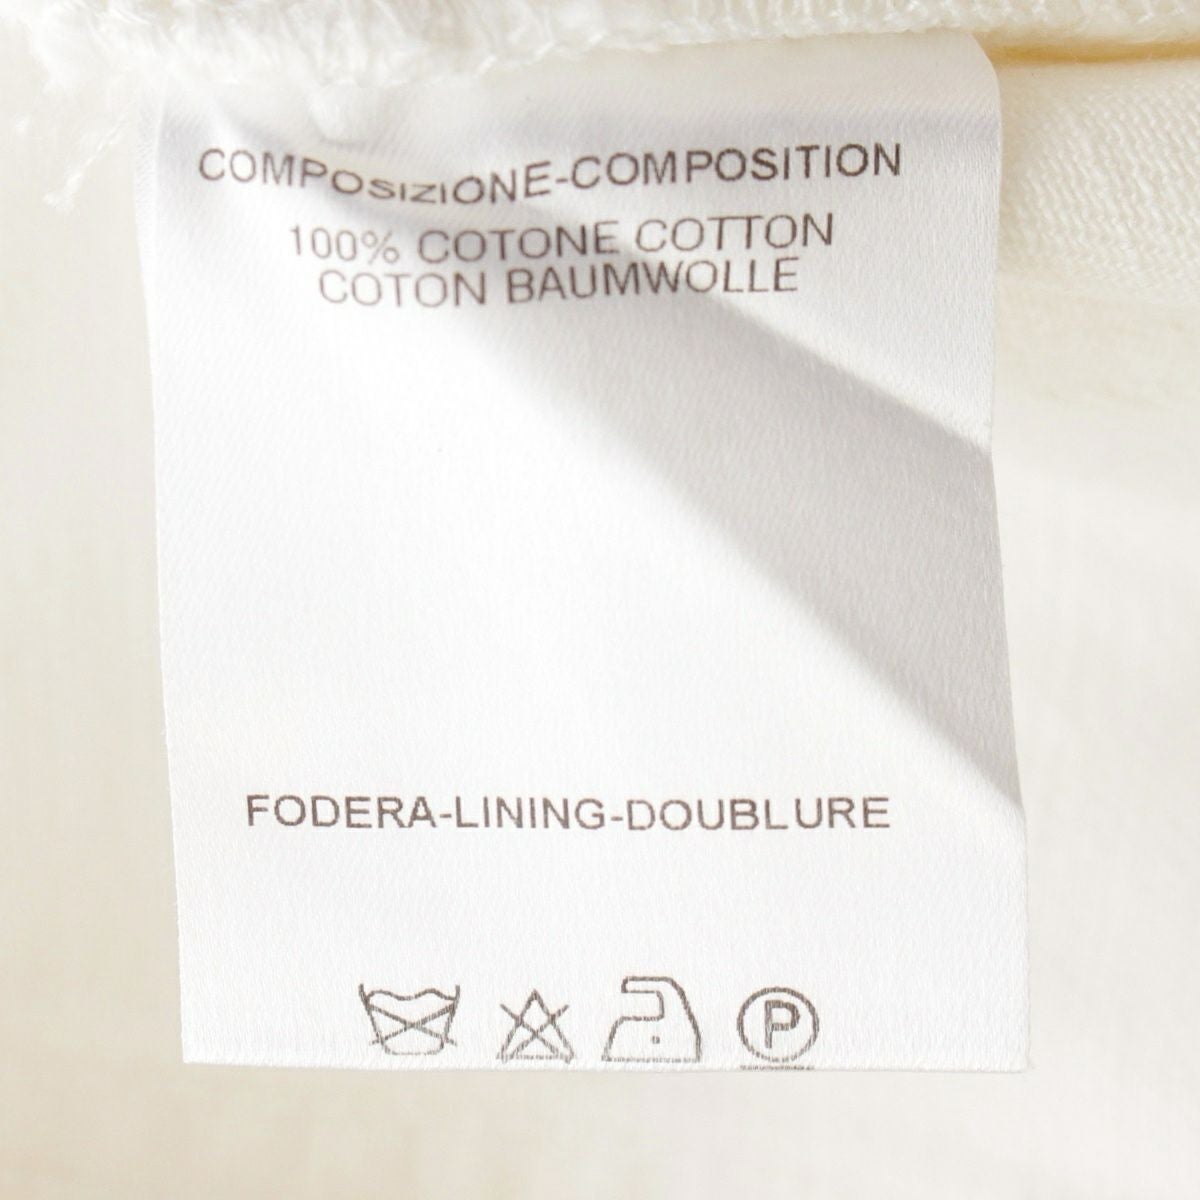 COMPOSIZIONE-COMPOSITION
100% COTONE COTTON
COTON BAUMWOLLE
FODERA-LINING-DOUBLURE
P